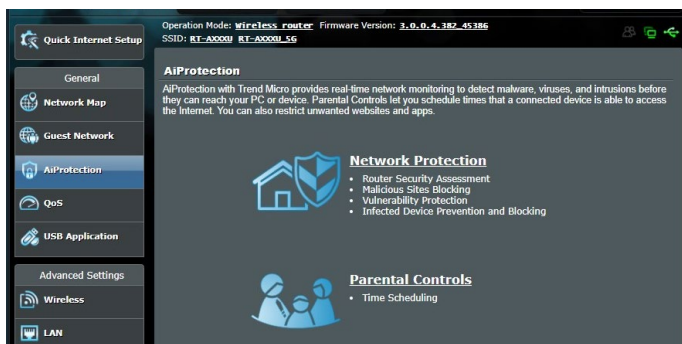 Operation Mode: Wireless router Firmware Version: 3.0.0.4.382_45386
SSID: RT-AXXXU RT-AXXXU_5G
Quick Internet Setup
General
Network Map
Guest Network
AiProtection
QoS
USB Application
Advanced Settings
Wireless
LAN
AiProtection
AiProtection with Trend Micro provides real-time network monitoring to detect malware, viruses, and intrusions before
they can reach your PC or device. Parental Controls let you schedule times that a connected device is able to access
the Internet. You can also restrict unwanted websites and apps.
Network Protection
• Router Security Assessment
• Malicious Sites Blocking
• Vulnerability Protection
• Infected Device Prevention and Blocking
Parental Controls
• Time Scheduling